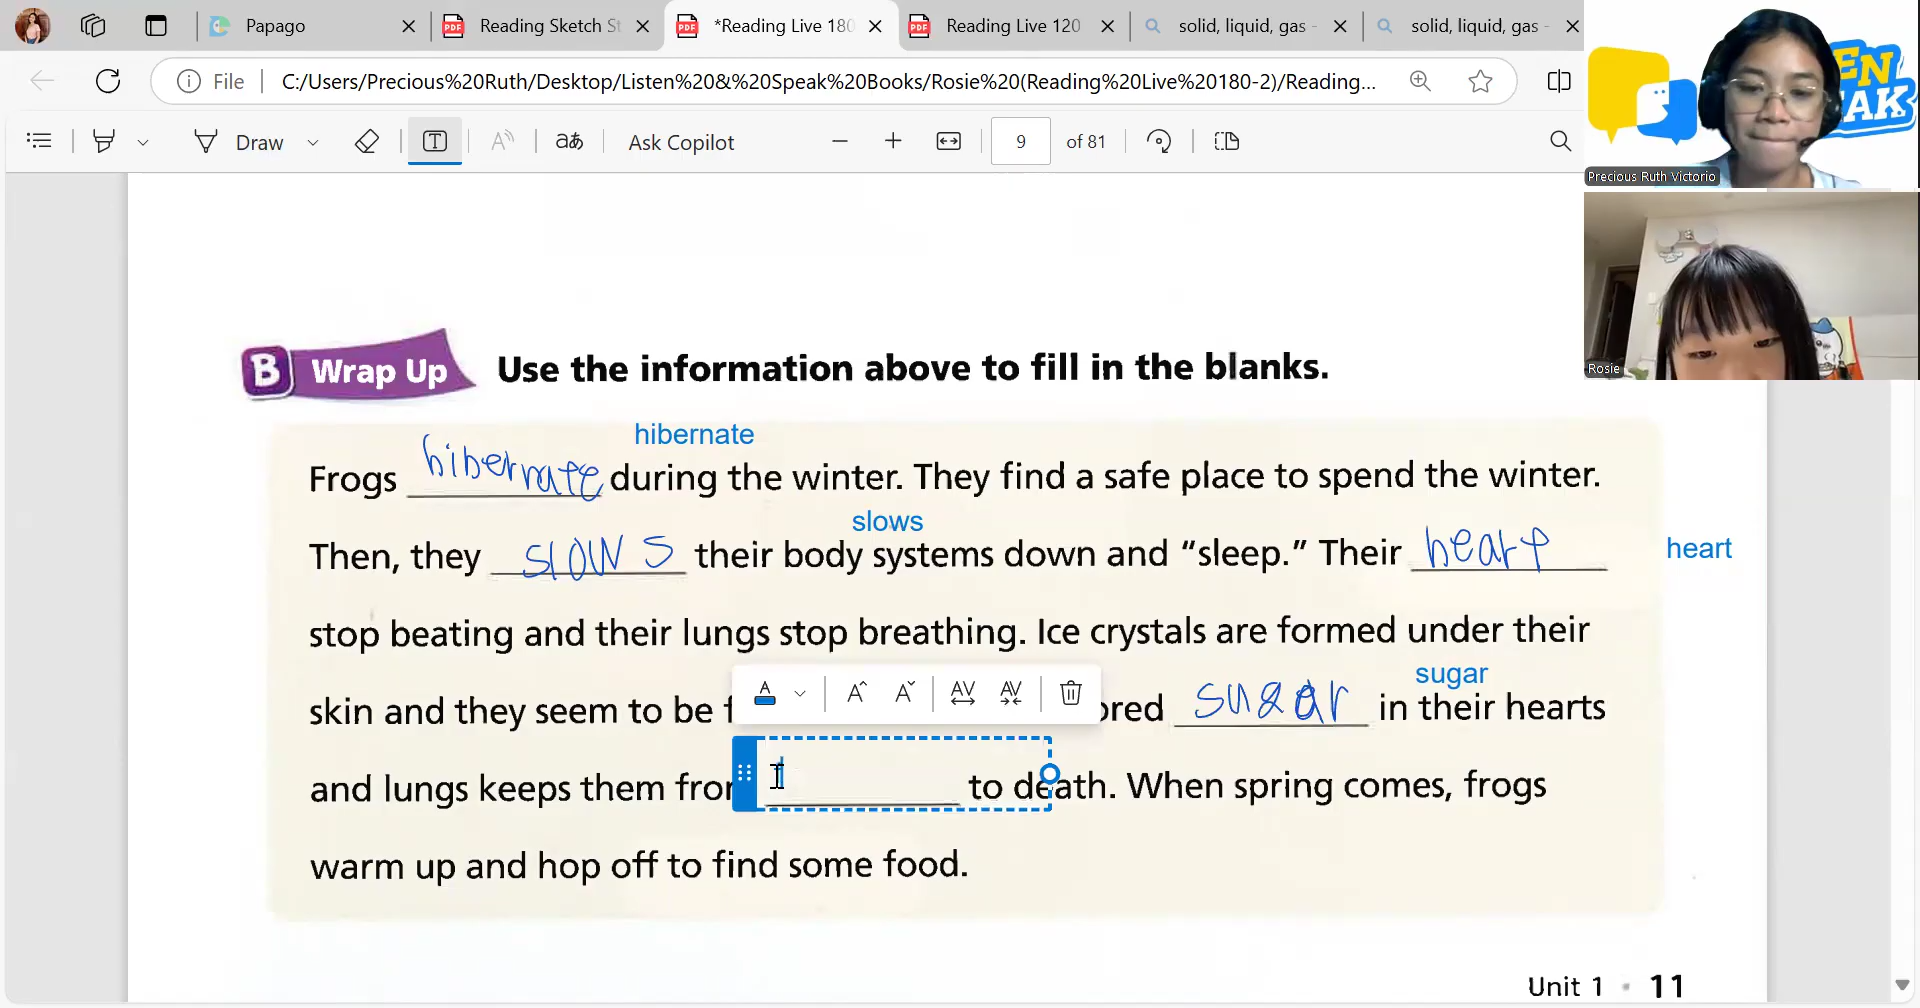 Papago
Reading Sketch St
*Reading Live 180
Reading Live 120
solid, liquid, gas -
solid, liquid, gas -
File
C:/Users/Precious%20Ruth/Desktop/Listen%20&%20Speak%20Books/Rosie%20(Reading%20Live%20180-2)/Reading...
Draw
aあ
Ask Copilot
9 of 81
EN
EAK
Precious Ruth Victorio
Rosie
B Wrap Up Use the information above to fill in the blanks.
hibernate
Frogs hibernate during the winter. They find a safe place to spend the winter.
slows
Then, they slows their body systems down and “sleep.” Their heart
heart
stop beating and their lungs stop breathing. Ice crystals are formed under their
sugar
skin and they seem to be f ored sugar in their hearts
and lungs keeps them from f to death. When spring comes, frogs
warm up and hop off to find some food.
Unit 1 • 11